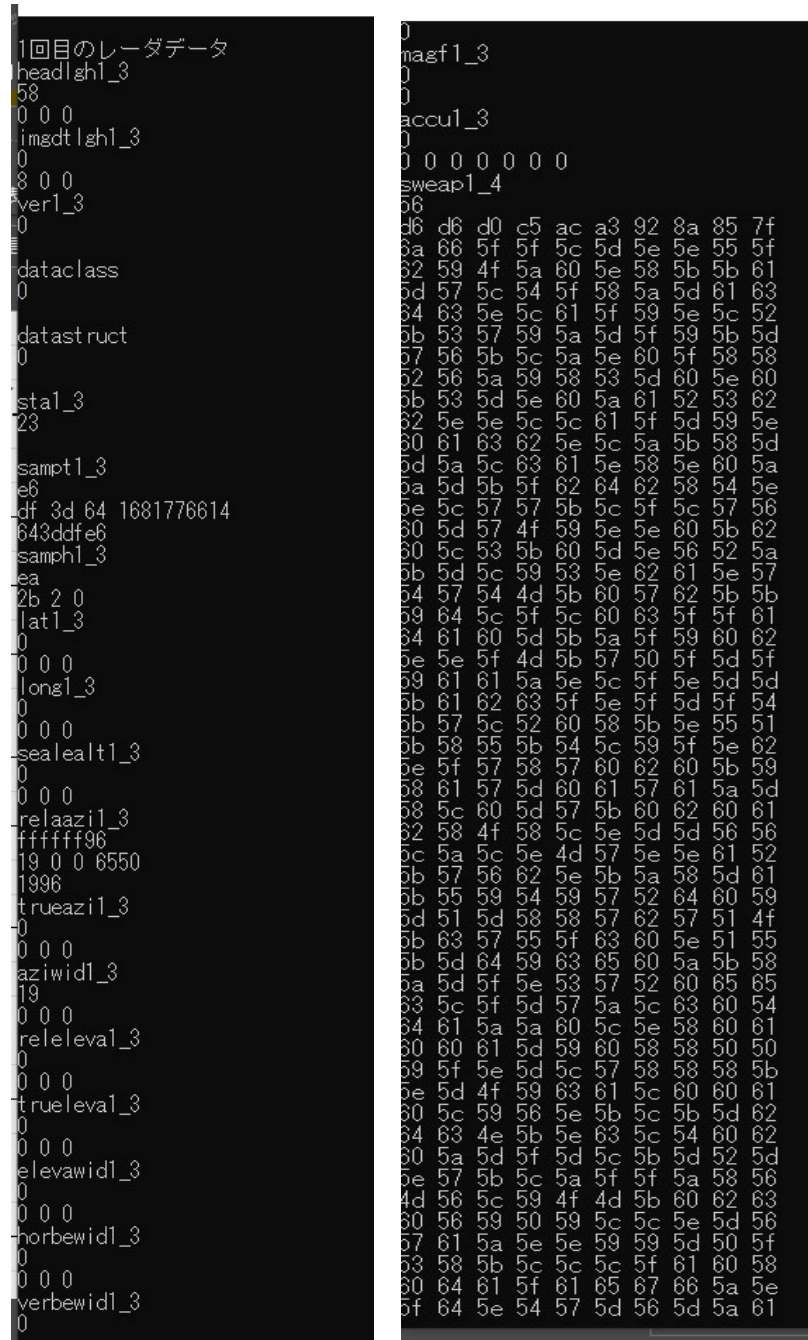 1回目のレーダデータ
headlgh1_3
58
0 0 0
imgdtlgh1_3
0
8 0 0
ver1_3
0
dataclass
0
datastruct
0
sta1_3
23
sampt1_3
e6
df 3d 64 1681776614
643ddfe6
samph1_3
ea
2b 2 0
lat1_3
0
0 0 0
long1_3
0
0 0 0
sealealt1_3
0
0 0 0
relaazi1_3
ffffff96
19 0 0 6550
1996
trueazi1_3
0
0 0 0
aziwid1_3
19
0 0 0
releleva1_3
0
0 0 0
trueleva1_3
0
0 0 0
elevawid1_3
0
0 0 0
horbewid1_3
0
0 0 0
verbewid1_3
0
0
magf1_3
0
0
accu1_3
0
0 0 0 0 0 0 0
sweap1_4
56
d6 d6 d0 c5 ac a3 92 8a 85 7f
6a 66 5f 5f 5c 5d 5e 5e 55 5f
62 59 4f 5a 60 5e 58 5b 5b 61
5d 57 5c 54 5f 58 5a 5d 61 63
64 63 5e 5c 61 5f 59 5e 5c 52
5b 53 57 59 5a 5d 5f 59 5b 5d
57 56 5b 5c 5a 5e 60 5f 58 58
52 56 5a 59 58 53 5d 60 5e 60
5b 53 5d 5e 60 5a 61 52 53 62
62 5e 5e 5c 5c 61 5f 5d 59 5e
60 61 63 62 5e 5c 5a 5b 58 5d
5d 5a 5c 63 61 5e 58 5e 60 5a
5a 5d 5b 5f 62 64 62 58 54 5e
5e 5c 57 57 5b 5c 5f 5c 57 56
60 5d 57 4f 59 5e 5e 60 5b 62
60 5c 53 5b 60 5d 5e 56 52 5a
5b 5d 5c 59 53 5e 62 61 5e 57
54 57 54 4d 5b 60 57 62 5b 5b
59 64 5c 5f 5c 60 63 5f 5f 61
64 61 60 5d 5b 5a 5f 59 60 62
5e 5e 5f 4d 5b 57 50 5f 5d 5f
59 61 61 5a 5e 5c 5f 5e 5d 5d
5b 61 62 63 5f 5e 5f 5d 5f 54
5b 57 5c 52 60 58 5b 5e 55 51
5b 58 55 5b 54 5c 59 5f 5e 62
5e 5f 57 58 57 60 62 60 5b 59
58 61 57 5d 60 61 57 61 5a 5d
58 5c 60 5d 57 5b 60 62 60 61
62 58 4f 58 5c 5e 5d 5d 56 56
5c 5a 5c 5e 4d 57 5e 5e 61 52
5b 57 56 62 5e 5b 5a 58 5d 61
5b 55 59 54 59 57 52 64 60 59
5d 51 5d 58 58 57 62 57 51 4f
5b 63 57 55 5f 63 60 5e 51 55
5b 5d 64 59 63 65 60 5a 5b 58
5a 5d 5f 5e 53 57 52 60 65 65
63 5c 5f 5d 57 5a 5c 63 60 54
64 61 5a 5a 60 5c 5e 58 60 61
60 60 61 5d 59 60 58 58 50 50
59 5f 5e 5d 5c 57 58 58 58 5b
5e 5d 4f 59 63 61 5c 60 60 61
60 5c 59 56 5e 5b 5c 5b 5d 62
64 63 4e 5b 5e 63 5c 54 60 62
60 5a 5d 5f 5d 5c 5b 5d 52 5d
5e 57 5b 5c 5a 5f 5f 5a 58 56
4d 56 5c 59 4f 4d 5b 60 62 63
60 56 59 50 59 5c 5c 5e 5d 56
57 61 5a 5e 5e 59 59 5d 50 5f
53 58 5b 5c 5c 5c 5f 61 60 58
60 64 61 5f 61 65 67 66 5a 5e
5f 64 5e 54 57 5d 56 5d 5a 61